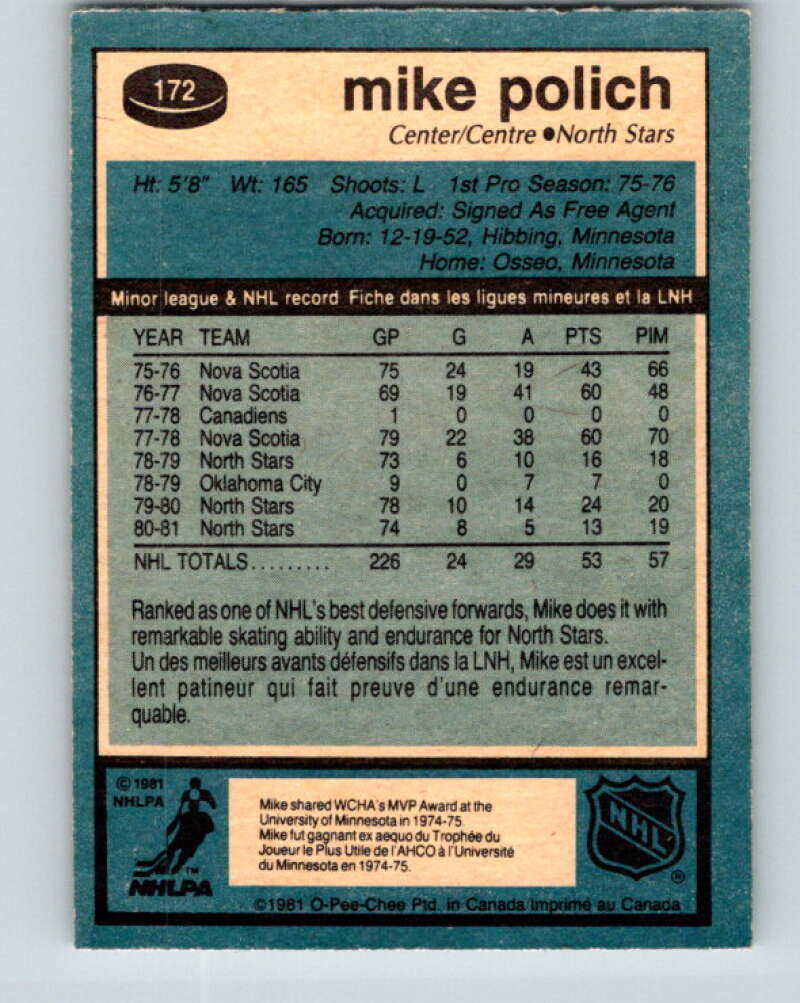 172
mike polich
Center/Centre ●North Stars
Ht: 5'8" Wt: 165 Shoots: L 1st Pro Season: 75-76
Acquired: Signed As Free Agent
Born: 12-19-52, Hibbing, Minnesota
Home: Osseo, Minnesota
Minor league & NHL record Fiche dans les ligues mineures et la LNH
YEAR TEAM GP G A PTS PIM
75-76 Nova Scotia 75 24 19 43 66
76-77 Nova Scotia 69 19 41 60 48
77-78 Canadiens 1 0 0 0 0
77-78 Nova Scotia 79 22 38 60 70
78-79 North Stars 73 6 10 16 18
78-79 Oklahoma City 9 0 7 7 0
79-80 North Stars 78 10 14 24 20
80-81 North Stars 74 8 5 13 19
NHL TOTALS......... 226 24 29 53 57
Ranked as one of NHL's best defensive forwards, Mike does it with
remarkable skating ability and endurance for North Stars.
Un des meilleurs avants défensifs dans la LNH, Mike est un excel-
lent patineur qui fait preuve d'une endurance remar-
quable.
© 1981
NHLPA
TM
NHLPA
Mike shared WCHA's MVP Award at the
University of Minnesota in 1974-75.
Mike fut gagnant ex aequo du Trophée du
Joueur le Plus Utile de l'AHCO à l'Université
du Minnesota en 1974-75.
NHL
®
©1981 O-Pee-Chee Ptd. in Canada/Imprimé au Canada